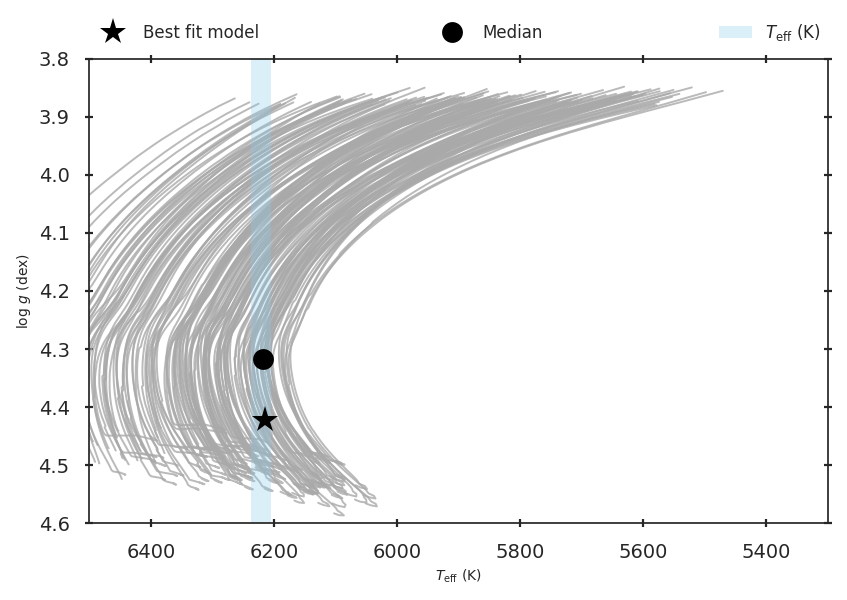 Best fit model Median T_eff (K)
3.8
3.9
4.0
4.1
4.2
4.3
4.4
4.5
4.6
log g (dex)
6400 6200 6000 5800 5600 5400
T_eff (K)